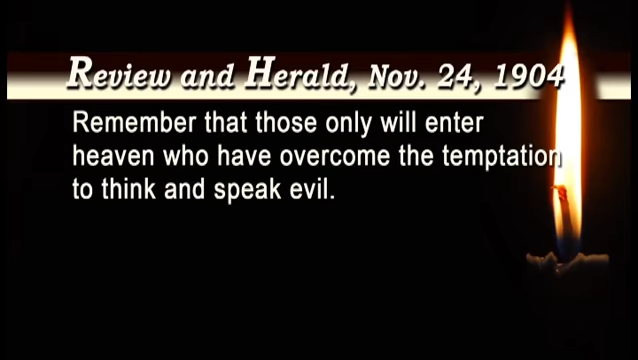 Review and Herald, Nov. 24, 1904
Remember that those only will enter
heaven who have overcome the temptation
to think and speak evil.